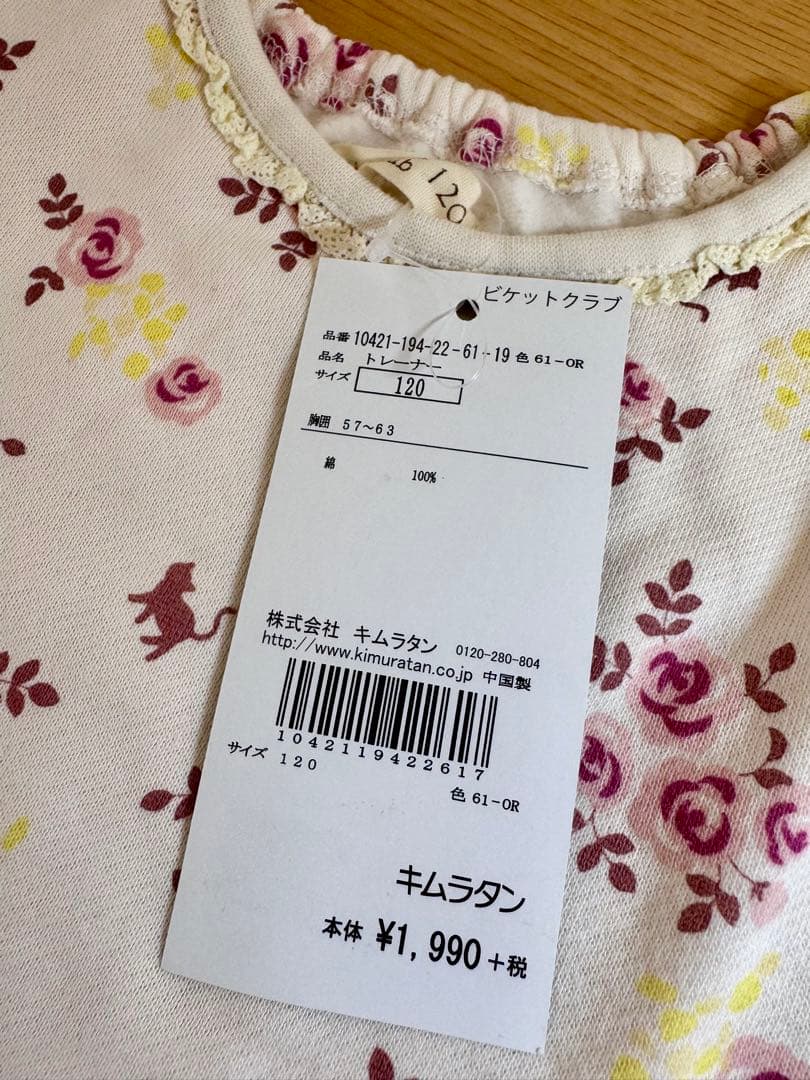 120
ビケットクラブ
品番 10421-194-22-61-19 色 61-OR
品名 トレーナー
サイズ 120
胸囲 57~63
綿 100%
株式会社 キムラタン 0120-280-804
http://www.kimuratan.co.jp 中国製
1042119422617
サイズ 120
色 61-OR
キムラタン
本体 ¥1,990+税